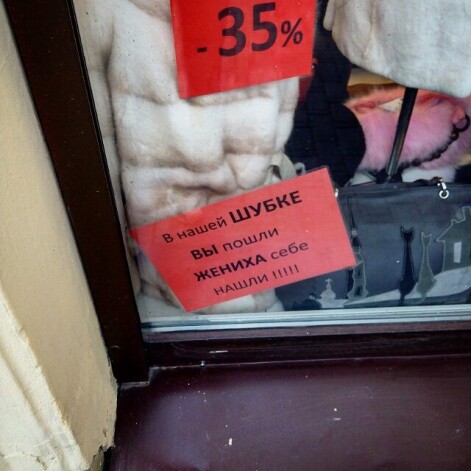 - 35%
В нашей ШУБКЕ
ВЫ пошли
ЖЕНИХА себе
НАШЛИ !!!!!